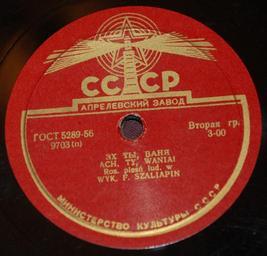 СССР
АПРЕЛЕВСКИЙ ЗАВОД
ГОСТ 5289-56
9703 (п)
Вторая гр.
3-00
ЭХ ТЫ, ВАНЯ
ACH, TY, WANIA!
Ros. pieśń lud. w
WYK. F. SZALIAPIN
МИНИСТЕРСТВО КУЛЬТУРЫ СССР